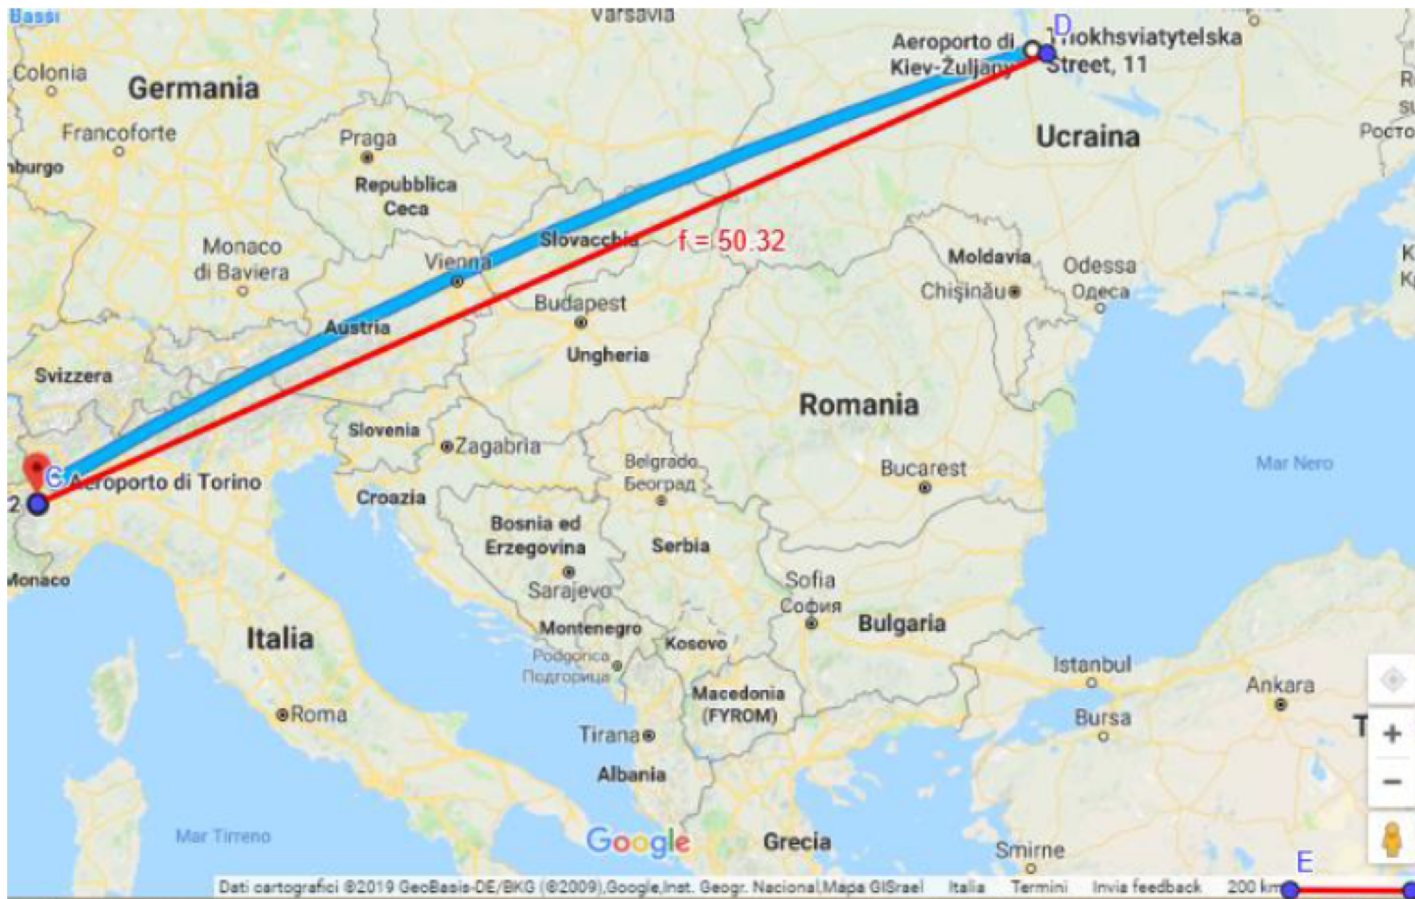 Bassi
Varsavia
D
Aeroporto di
Kiev-Žuljany
Street, 11
Colonia
Germania
Francoforte
Ucraina
Росто
Praga
Repubblica
Ceca
Monaco
di Baviera
Slovacchia
f = 50.32
Vienna
Moldavia
Odessa
Одеса
Chișinău
Budapest
Austria
Ungheria
Svizzera
Romania
Slovenia
Zagabria
Belgrado
Београд
Bucarest
Mar Nero
C
Aeroporto di Torino
2
Croazia
Bosnia ed
Erzegovina
Serbia
Monaco
Sarajevo
Sofia
София
Italia
Montenegro
Bulgaria
Kosovo
Podgorica
Подгорица
Istanbul
Macedonia
(FYROM)
Ankara
Roma
Bursa
Tirana
T
Albania
Mar Tirreno
Google
Grecia
Smirne
E
Dati cartografici ©2019 GeoBasis-DE/BKG (©2009),Google,Inst. Geogr. Nacional,Mapa GISrael Italia Termini Invia feedback 200 km